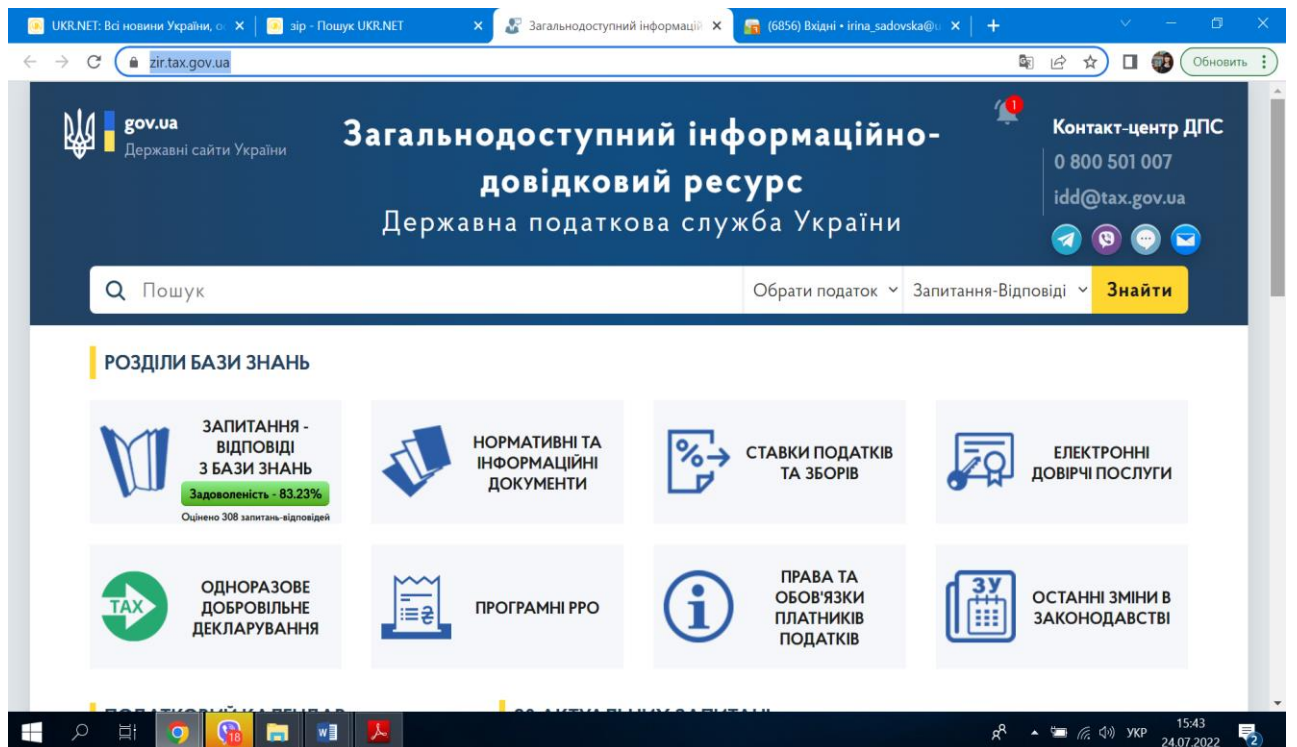 UKR.NET: Всі новини України, ос
зір - Пошук UKR.NET
Загальнодоступний інформацій
(6856) Вхідні • irina_sadovska@u
zir.tax.gov.ua
Обновить
gov.ua
Державні сайти України
Загальнодоступний інформаційно-
довідковий ресурс
Державна податкова служба України
1
Контакт-центр ДПС
0 800 501 007
idd@tax.gov.ua
Пошук
Обрати податок
Запитання-Відповіді
Знайти
РОЗДІЛИ БАЗИ ЗНАНЬ
ЗАПИТАННЯ -
ВІДПОВІДІ
З БАЗИ ЗНАНЬ
Задоволеність - 83.23%
Оцінено 308 запитань-відповідей
НОРМАТИВНІ ТА
ІНФОРМАЦІЙНІ
ДОКУМЕНТИ
%
СТАВКИ ПОДАТКІВ
ТА ЗБОРІВ
ЕЛЕКТРОННІ
ДОВІРЧІ ПОСЛУГИ
TAX
ОДНОРАЗОВЕ
ДОБРОВІЛЬНЕ
ДЕКЛАРУВАННЯ
₴
ПРОГРАМНІ РРО
ПРАВА ТА
ОБОВ'ЯЗКИ
ПЛАТНИКІВ
ПОДАТКІВ
ЗУ
ОСТАННІ ЗМІНИ В
ЗАКОНОДАВСТВІ
18
УКР
15:43
24.07.2022
2